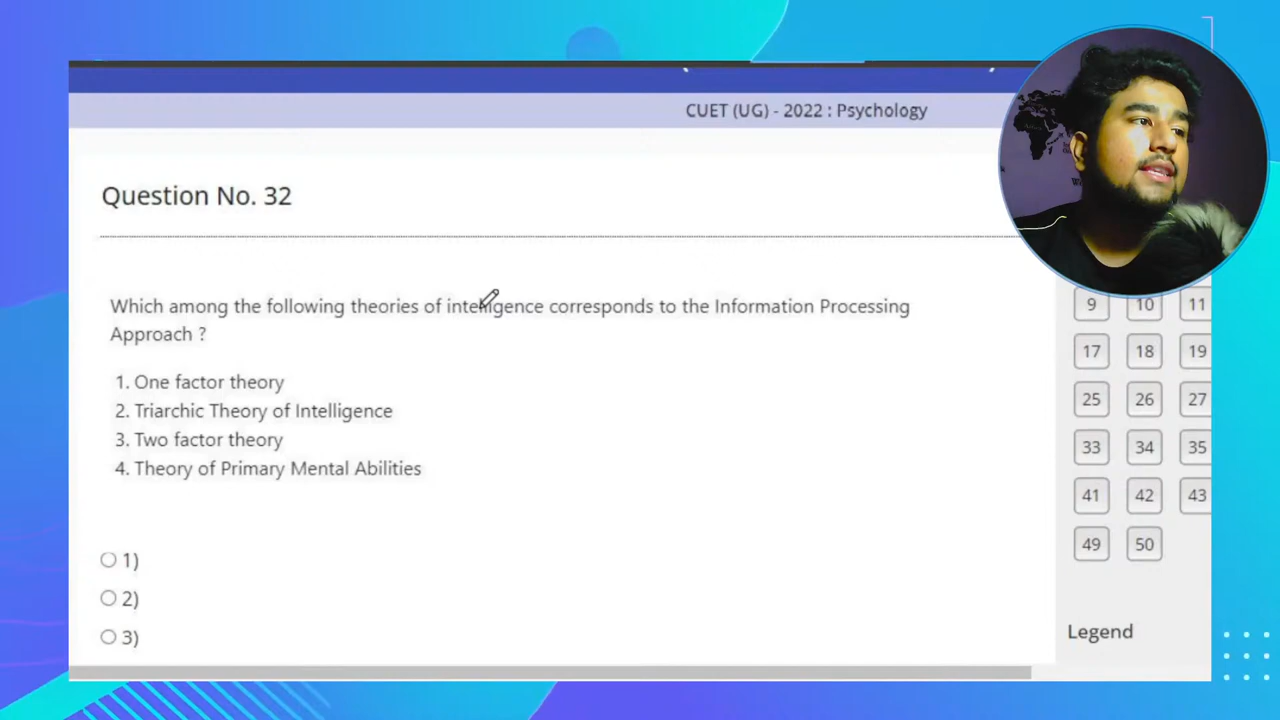 CUET (UG) - 2022 : Psychology
Question No. 32
Which among the following theories of intelligence corresponds to the Information Processing
Approach ?
1. One factor theory
2. Triarchic Theory of Intelligence
3. Two factor theory
4. Theory of Primary Mental Abilities
1)
2)
3)
9 10 11
17 18 19
25 26 27
33 34 35
41 42 43
49 50
Legend